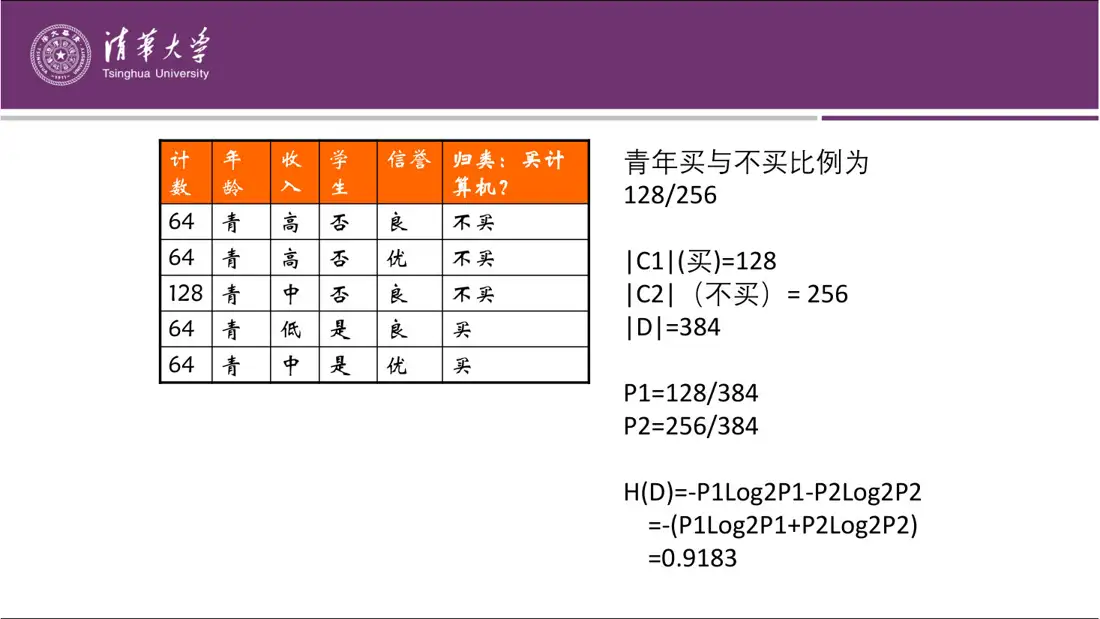 清华大学
Tsinghua University
计数 年龄 收入 学生 信誉 归类：买计算机？
64 青 高 否 良 不买
64 青 高 否 优 不买
128 青 中 否 良 不买
64 青 低 是 良 买
64 青 中 是 优 买
青年买与不买比例为
128/256
|C1|(买)=128
|C2|（不买）= 256
|D|=384
P1=128/384
P2=256/384
H(D)=-P1Log2P1-P2Log2P2
=-(P1Log2P1+P2Log2P2)
=0.9183